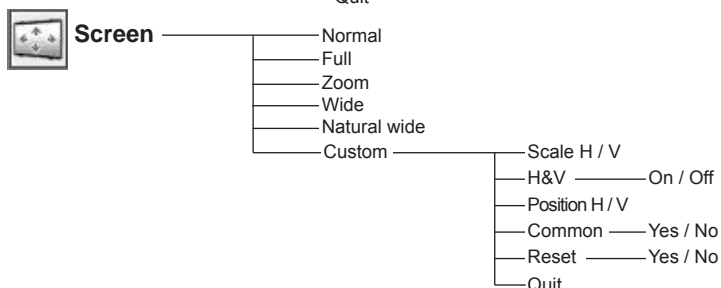 Quit
Screen
Normal
Full
Zoom
Wide
Natural wide
Custom
Scale H / V
H&V On / Off
Position H / V
Common Yes / No
Reset Yes / No
Quit